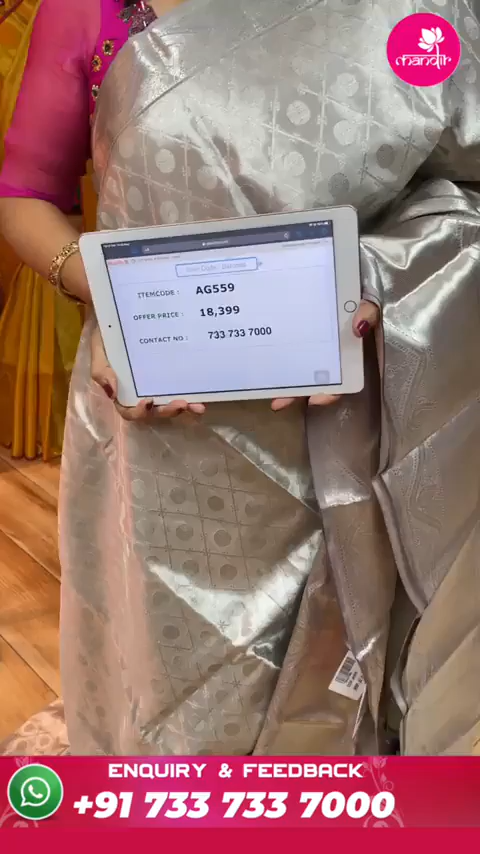 mandir
ITEMCODE : AG559
OFFER PRICE : 18,399
CONTACT NO : 733 733 7000
ENQUIRY & FEEDBACK
+91 733 733 7000